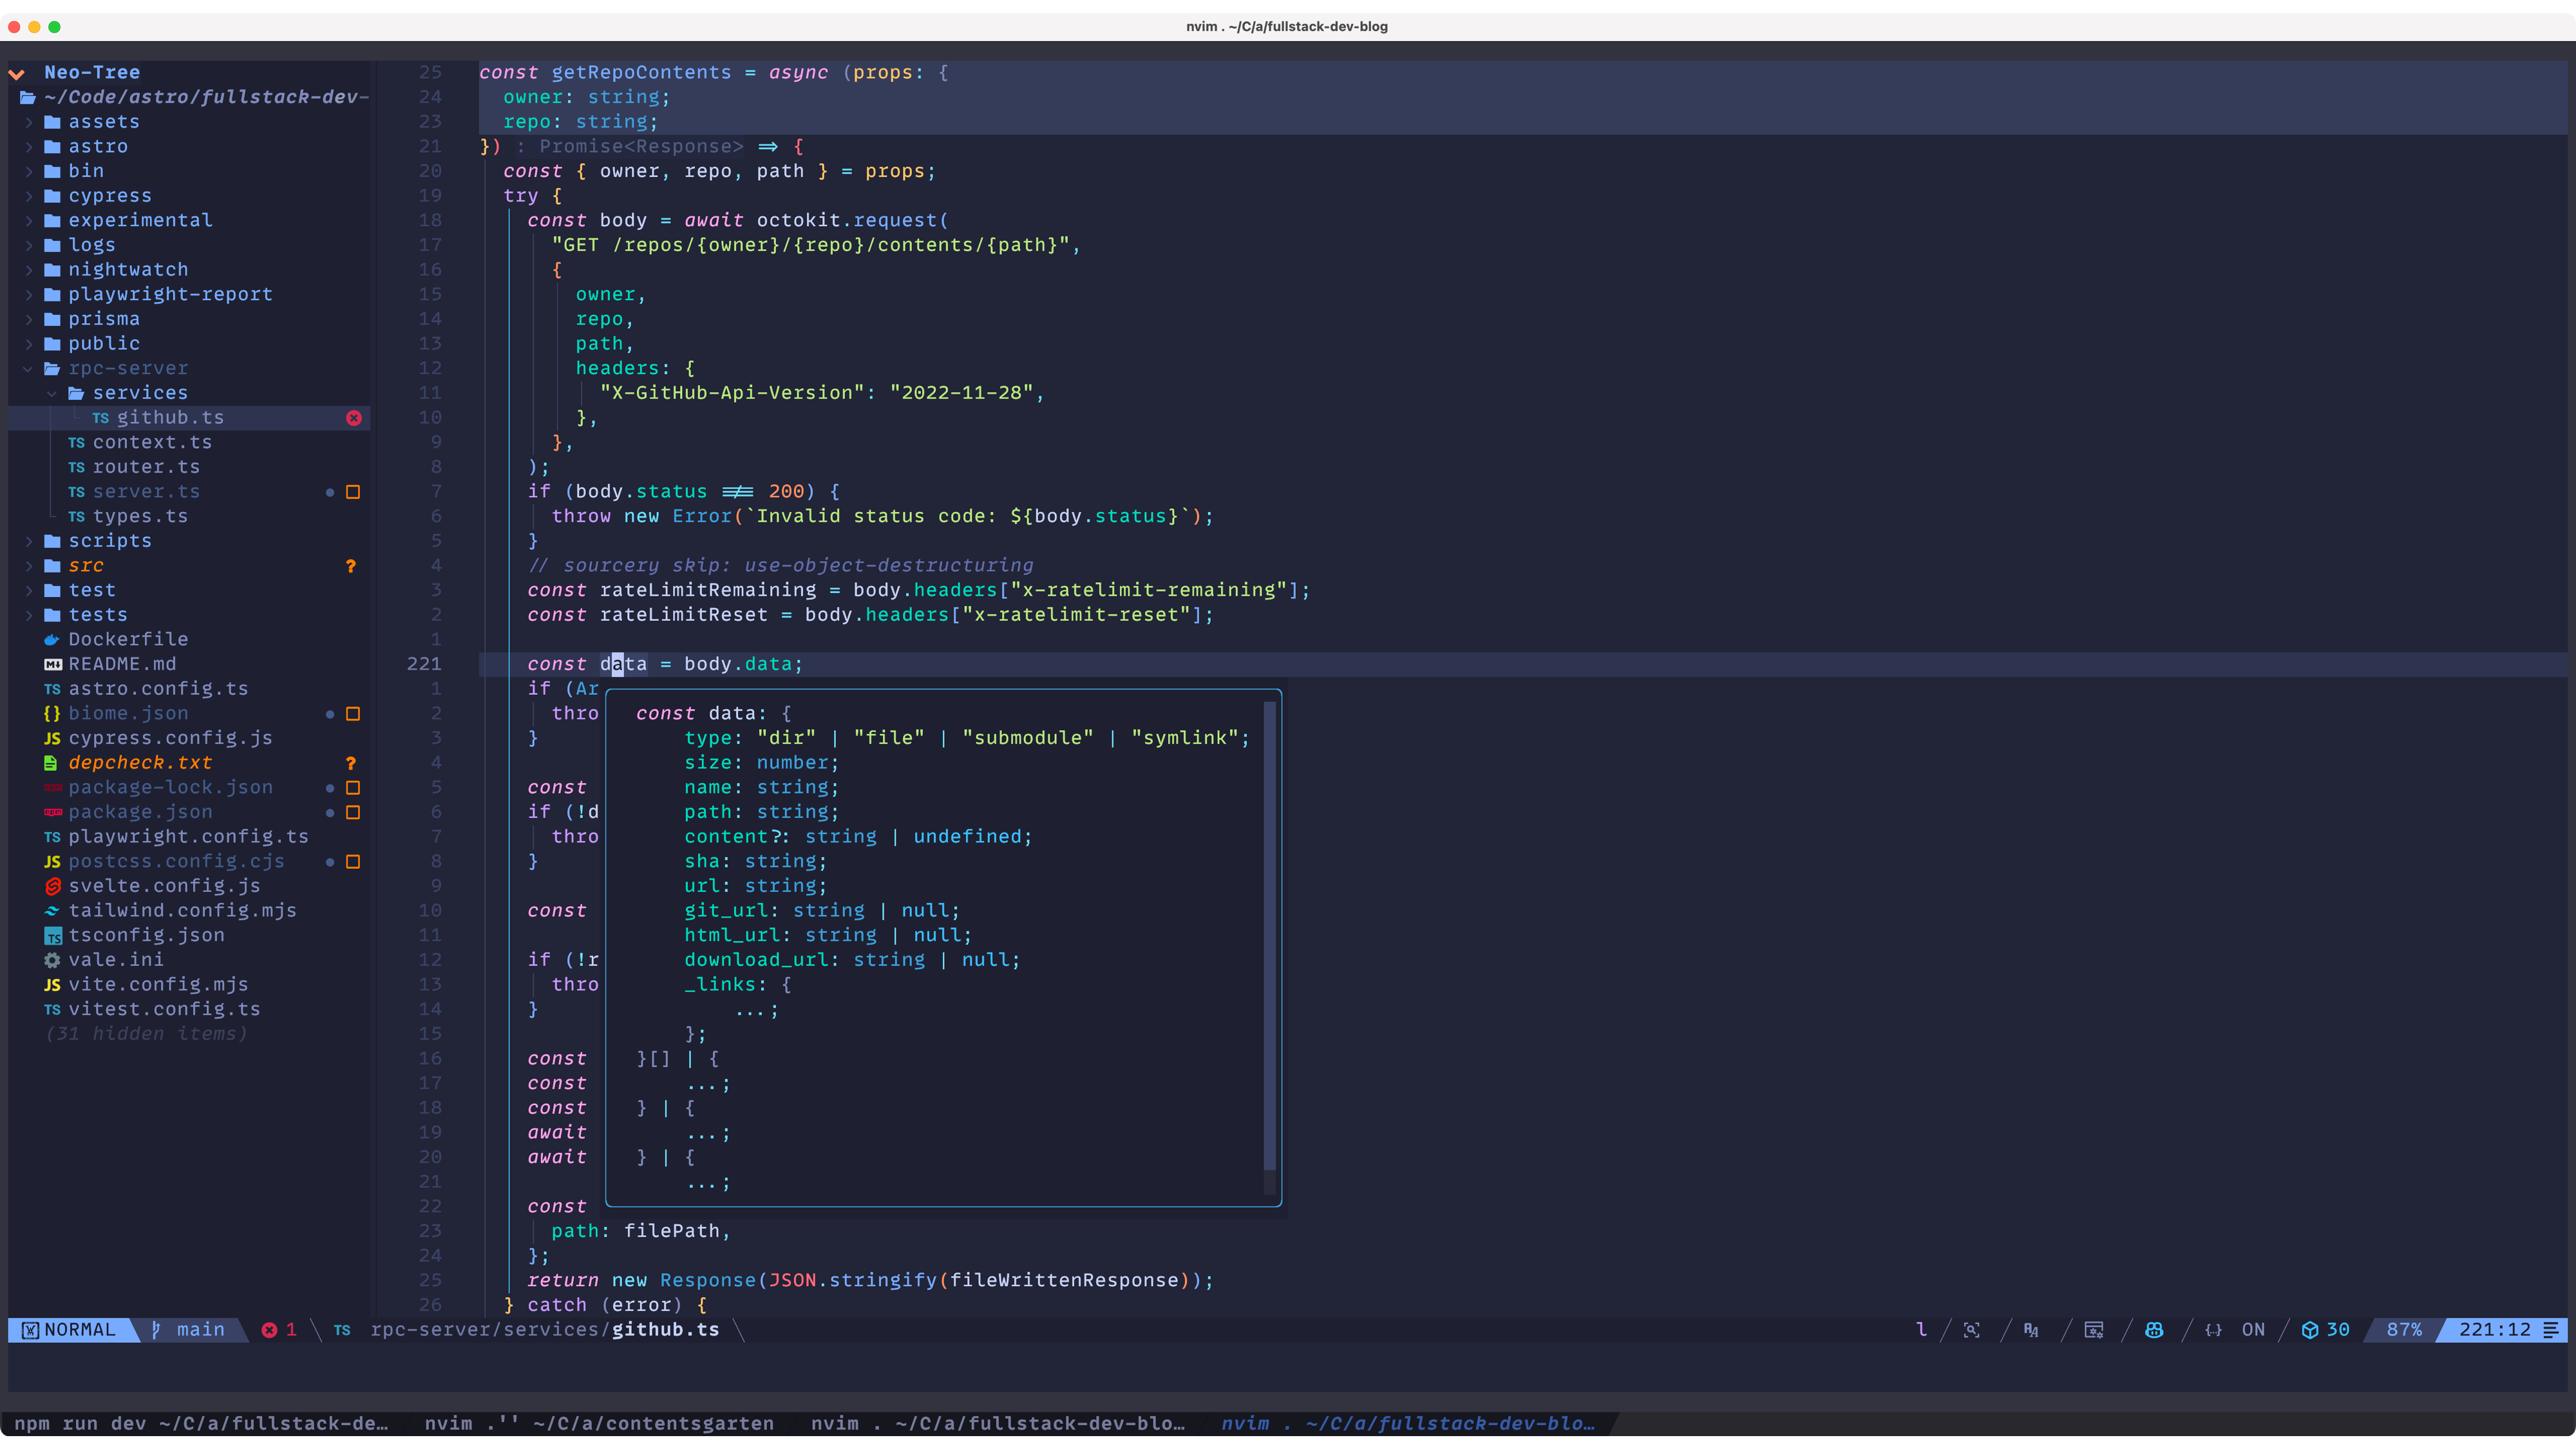 nvim . ~/C/a/fullstack-dev-blog
Neo-Tree
~/Code/astro/fullstack-dev-
assets
astro
bin
cypress
experimental
logs
nightwatch
playwright-report
prisma
public
rpc-server
services
TS github.ts
TS context.ts
TS router.ts
TS server.ts
TS types.ts
scripts
src ?
test
tests
Dockerfile
README.md
TS astro.config.ts
{} biome.json
JS cypress.config.js
depcheck.txt ?
package-lock.json
package.json
TS playwright.config.ts
JS postcss.config.cjs
svelte.config.js
tailwind.config.mjs
TS tsconfig.json
vale.ini
JS vite.config.mjs
TS vitest.config.ts
(31 hidden items)
25 const getRepoContents = async (props: {
24 owner: string;
23 repo: string;
21 }) : Promise<Response> => {
20 const { owner, repo, path } = props;
19 try {
18 const body = await octokit.request(
17 "GET /repos/{owner}/{repo}/contents/{path}",
16 {
15 owner,
14 repo,
13 path,
12 headers: {
11 "X-GitHub-Api-Version": "2022-11-28",
10 },
9 },
8 );
7 if (body.status !== 200) {
6 throw new Error(`Invalid status code: ${body.status}`);
5 }
4 // sourcery skip: use-object-destructuring
3 const rateLimitRemaining = body.headers["x-ratelimit-remaining"];
2 const rateLimitReset = body.headers["x-ratelimit-reset"];
1
221 const data = body.data;
1 if (Ar
2 thro
3 }
4
5 const
6 if (!d
7 thro
8 }
9
10 const
11
12 if (!r
13 thro
14 }
15
16 const
17 const
18 const
19 await
20 await
21
22 const
23 path: filePath,
24 };
25 return new Response(JSON.stringify(fileWrittenResponse));
26 } catch (error) {
const data: {
type: "dir" | "file" | "submodule" | "symlink";
size: number;
name: string;
path: string;
content?: string | undefined;
sha: string;
url: string;
git_url: string | null;
html_url: string | null;
download_url: string | null;
_links: {
...;
};
}[] | {
...;
} | {
...;
} | {
...;
NORMAL main 1 TS rpc-server/services/github.ts l {..} ON 30 87% 221:12
npm run dev ~/C/a/fullstack-de… nvim .'' ~/C/a/contentsgarten nvim . ~/C/a/fullstack-dev-blo… nvim . ~/C/a/fullstack-dev-blo…